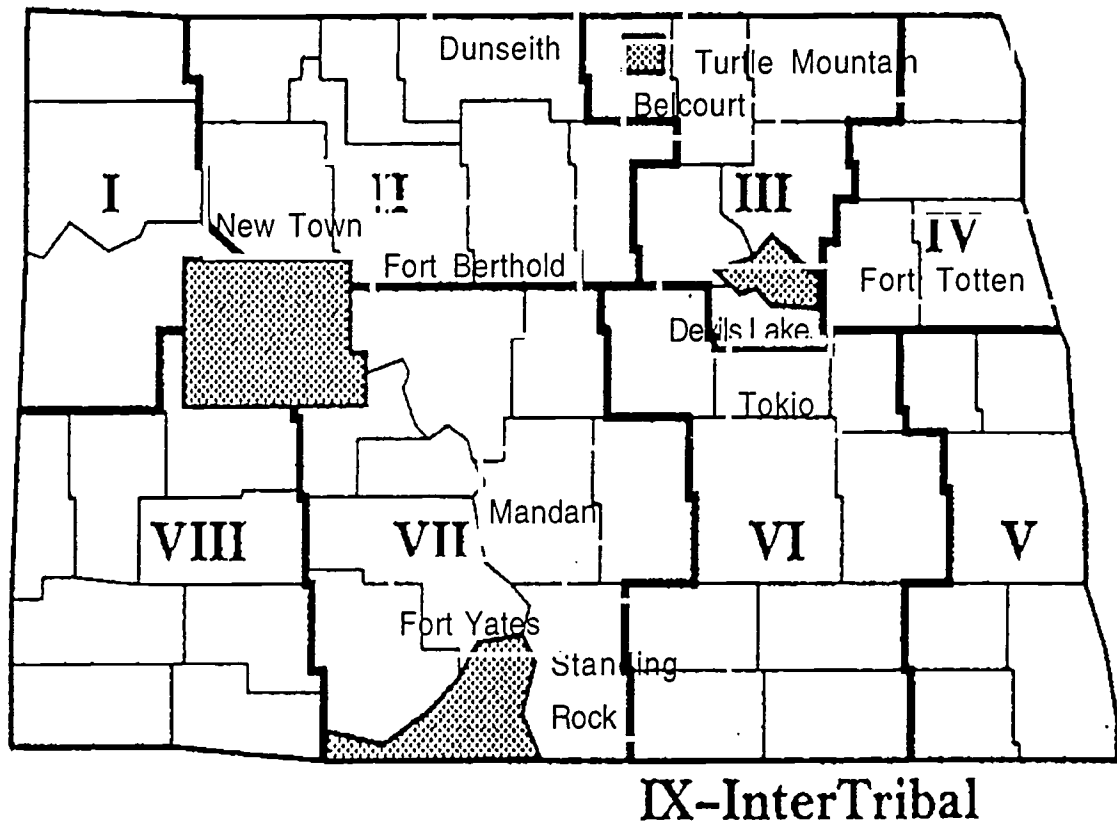 Dunseith
Turtle Mountain
Belcourt
I
II
III
New Town
IV
Fort Berthold
Fort Totten
Devils Lake
Tokio
Mandan
VIII
VII
VI
V
Fort Yates
Standing
Rock
IX-InterTribal